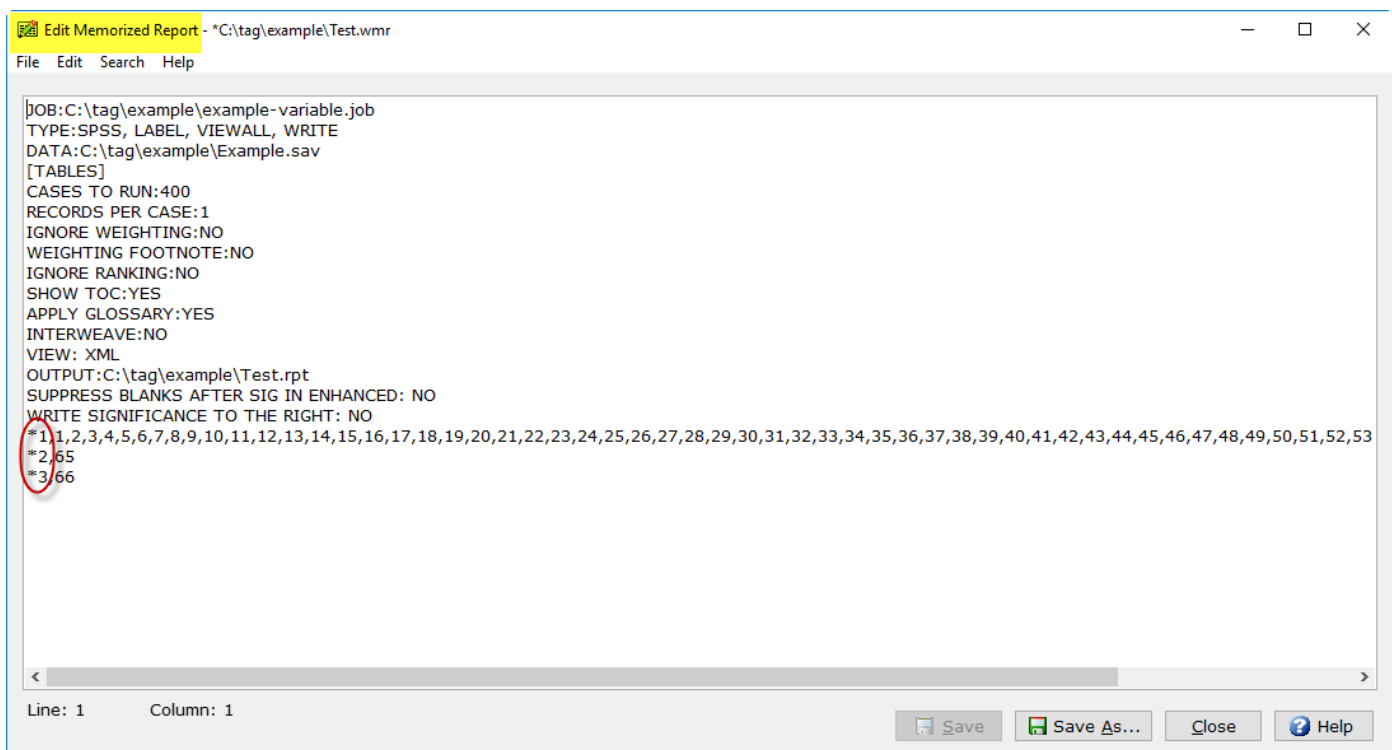 Edit Memorized Report - *C:\tag\example\Test.wmr
File Edit Search Help
JOB:C:\tag\example\example-variable.job
TYPE:SPSS, LABEL, VIEWALL, WRITE
DATA:C:\tag\example\Example.sav
[TABLES]
CASES TO RUN:400
RECORDS PER CASE:1
IGNORE WEIGHTING:NO
WEIGHTING FOOTNOTE:NO
IGNORE RANKING:NO
SHOW TOC:YES
APPLY GLOSSARY:YES
INTERWEAVE:NO
VIEW: XML
OUTPUT:C:\tag\example\Test.rpt
SUPPRESS BLANKS AFTER SIG IN ENHANCED: NO
WRITE SIGNIFICANCE TO THE RIGHT: NO
*1,1,2,3,4,5,6,7,8,9,10,11,12,13,14,15,16,17,18,19,20,21,22,23,24,25,26,27,28,29,30,31,32,33,34,35,36,37,38,39,40,41,42,43,44,45,46,47,48,49,50,51,52,53
*2,65
*3,66
Line: 1 Column: 1
Save Save As... Close Help